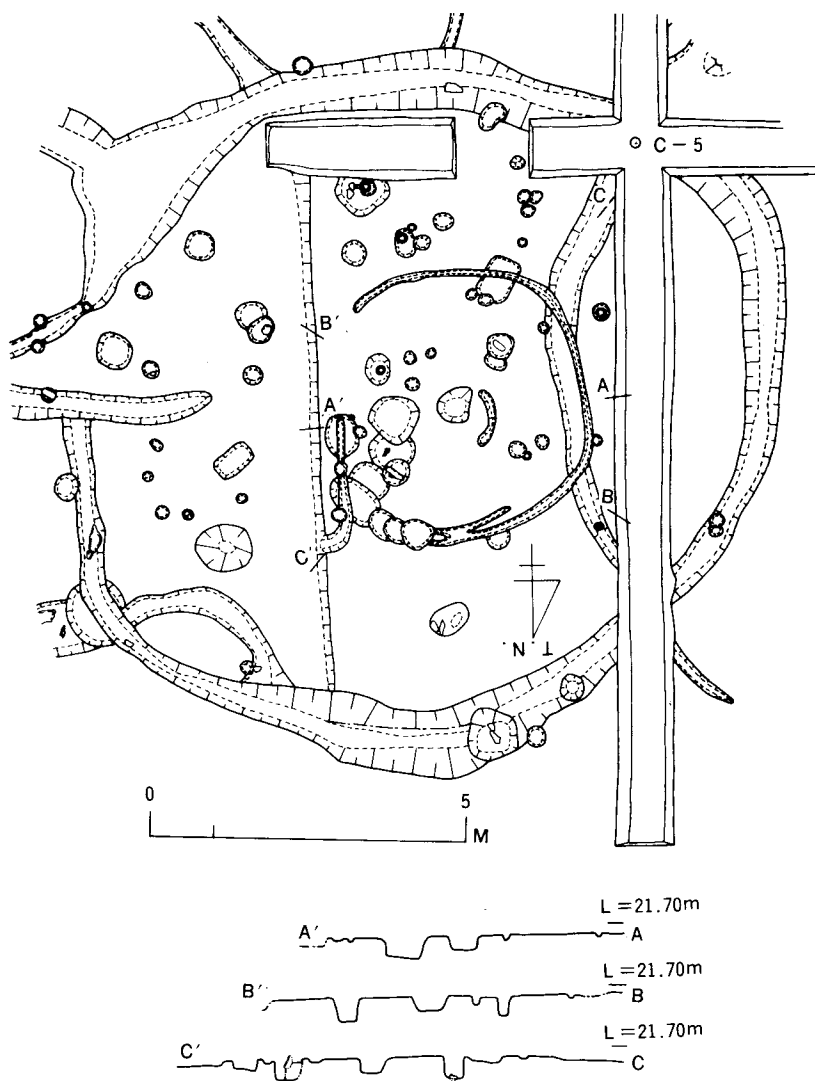 C-5
C
B′
A
A′
B
C
T. N.
0 5
M
L=21.70m
A′ A
L=21.70m
B′ B
L=21.70m
C′ C